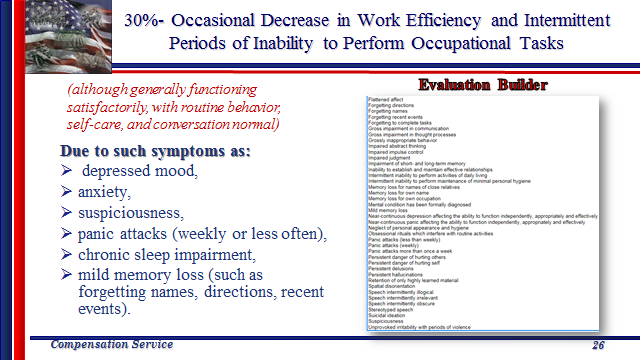 30%- Occasional Decrease in Work Efficiency and Intermittent
Periods of Inability to Perform Occupational Tasks
(although generally functioning
satisfactorily, with routine behavior,
self-care, and conversation normal)
Due to such symptoms as:
➢ depressed mood,
➢ anxiety,
➢ suspiciousness,
➢ panic attacks (weekly or less often),
➢ chronic sleep impairment,
➢ mild memory loss (such as
forgetting names, directions, recent
events).
Evaluation Builder
Flattened affect
Forgetting directions
Forgetting names
Forgetting recent events
Forgetting to complete tasks
Gross impairment in communication
Gross impairment in thought processes
Grossly inappropriate behavior
Impaired abstract thinking
Impaired impulse control
Impaired judgment
Impairment of short- and long-term memory
Inability to establish and maintain effective relationships
Intermittent inability to perform activities of daily living
Intermittent inability to perform maintenance of minimal personal hygiene
Memory loss for names of close relatives
Memory loss for own name
Memory loss for own occupation
Mental condition has been formally diagnosed
Mild memory loss
Near-continuous depression affecting the ability to function independently, appropriately and effectively
Near-continuous panic affecting the ability to function independently, appropriately and effectively
Neglect of personal appearance and hygiene
Obsessional rituals which interfere with routine activities
Panic attacks (less than weekly)
Panic attacks (weekly)
Panic attacks more than once a week
Persistent danger of hurting others
Persistent danger of hurting self
Persistent delusions
Persistent hallucinations
Retention of only highly learned material
Spatial disorientation
Speech intermittently illogical
Speech intermittently irrelevant
Speech intermittently obscure
Stereotyped speech
Suicidal ideation
Suspiciousness
Unprovoked irritability with periods of violence
Compensation Service
26